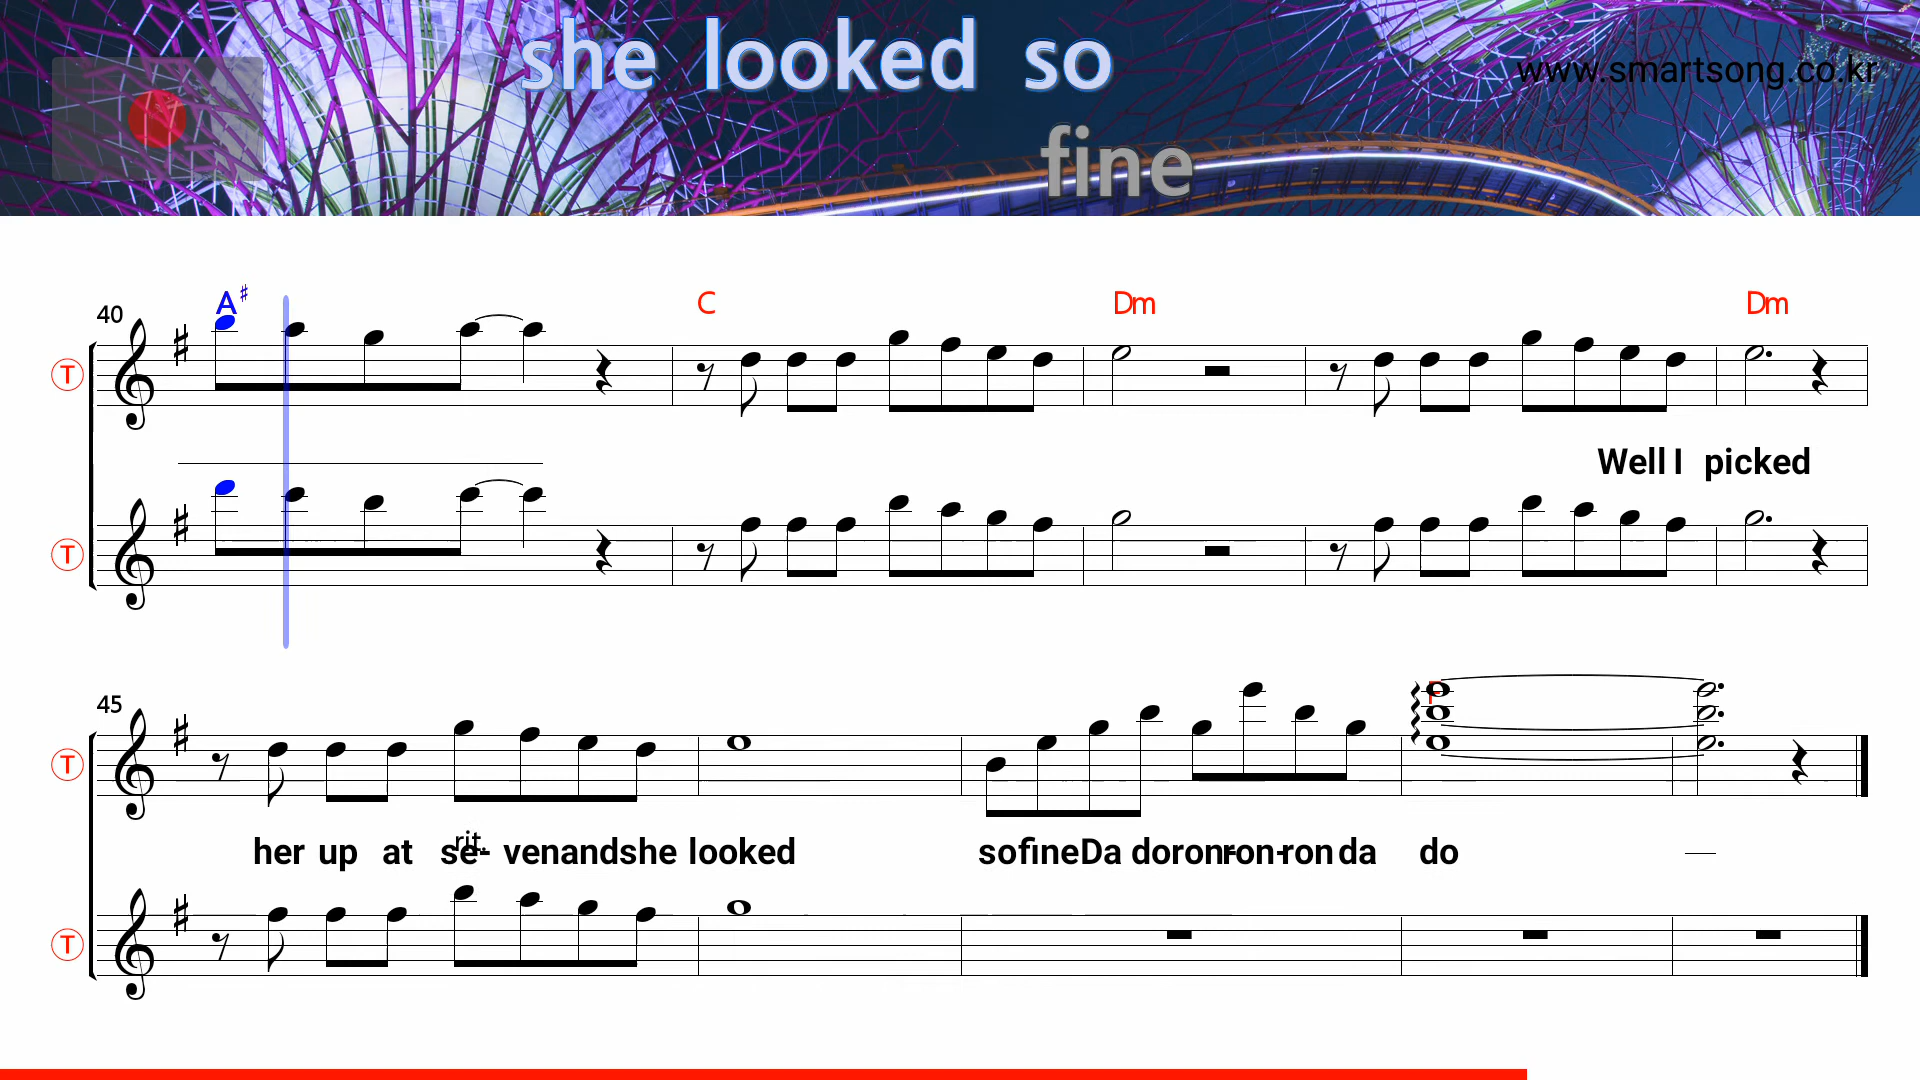 she looked so
www.smartsong.co.kr
fine
A♯ C Dm Dm
40
T
Well I picked
T
45
F
T
rit.
her up at se- venandshe looked sofineDa doron-ron-ron da do
T